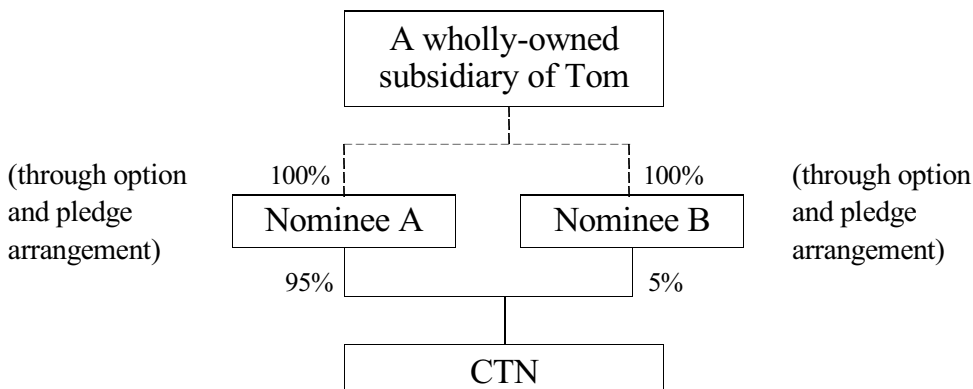 A wholly-owned
subsidiary of Tom
(through option
and pledge
arrangement)
100%
100%
(through option
and pledge
arrangement)
Nominee A
Nominee B
95%
5%
CTN